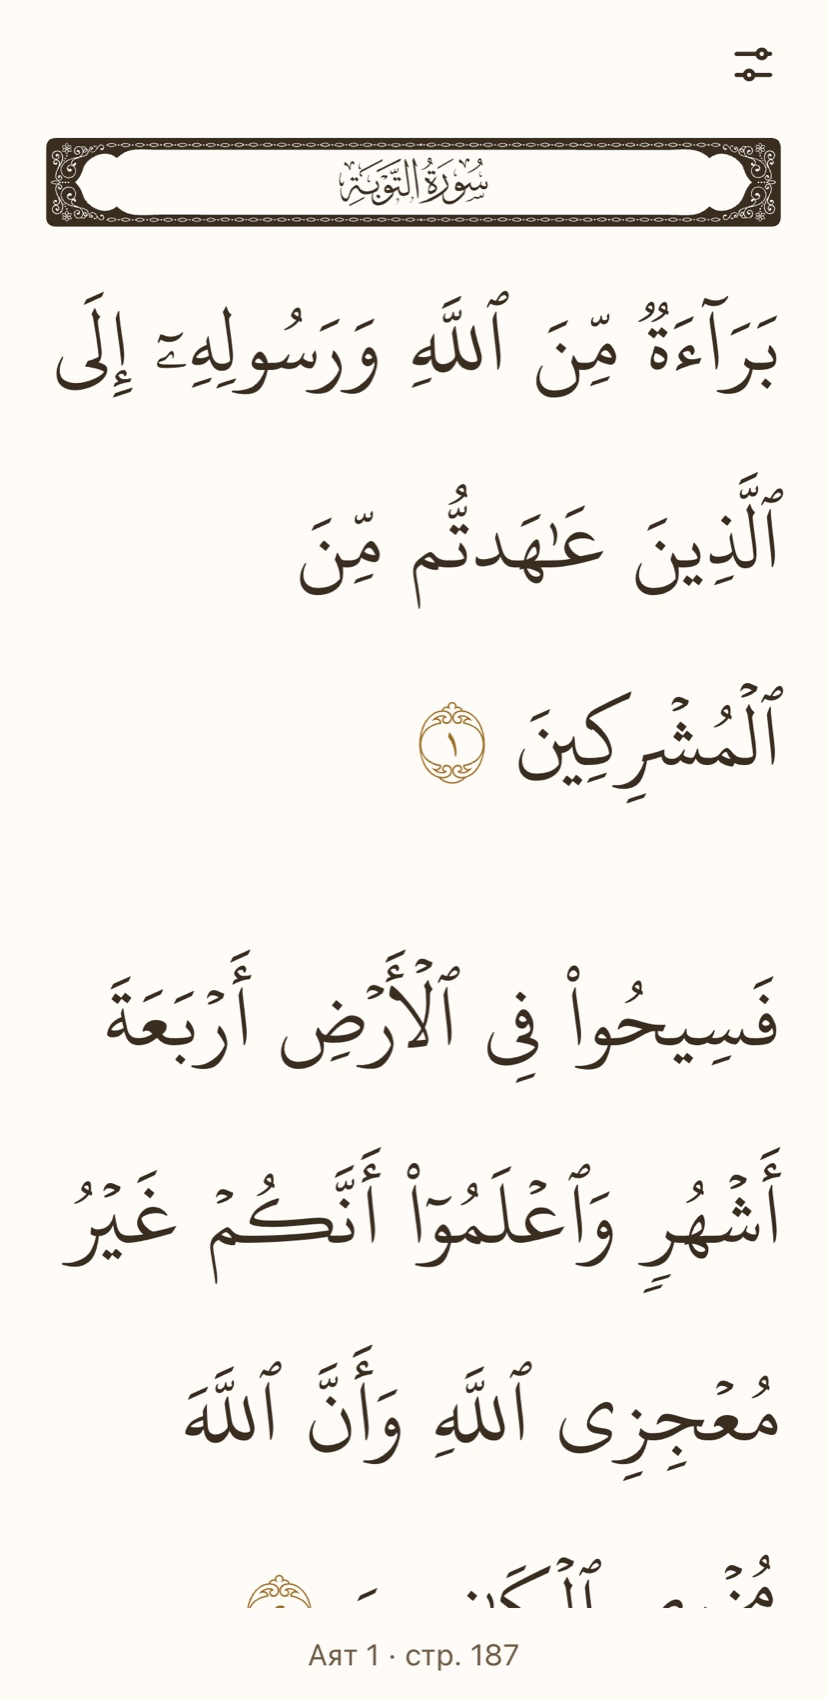 سُورَةُ التَّوْبَةِ
بَرَآءَةٌ مِّنَ ٱللَّهِ وَرَسُولِهِۦٓ إِلَى
ٱلَّذِينَ عَـٰهَدتُّم مِّنَ
ٱلْمُشْرِكِينَ ١
فَسِيحُوا۟ فِى ٱلْأَرْضِ أَرْبَعَةَ
أَشْهُرٍ وَٱعْلَمُوٓا۟ أَنَّكُمْ غَيْرُ
مُعْجِزِى ٱللَّهِ وَأَنَّ ٱللَّهَ
Аят 1 · стр. 187